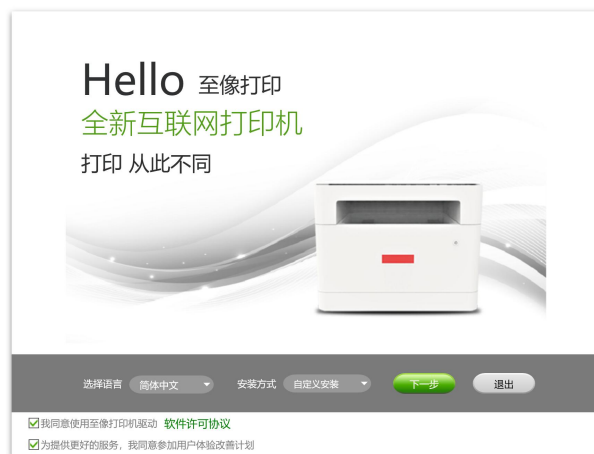 Hello 至像打印
全新互联网打印机
打印 从此不同
选择语言 简体中文 安装方式 自定义安装 下一步 退出
我同意使用至像打印机驱动 软件许可协议
为提供更好的服务，我同意参加用户体验改善计划